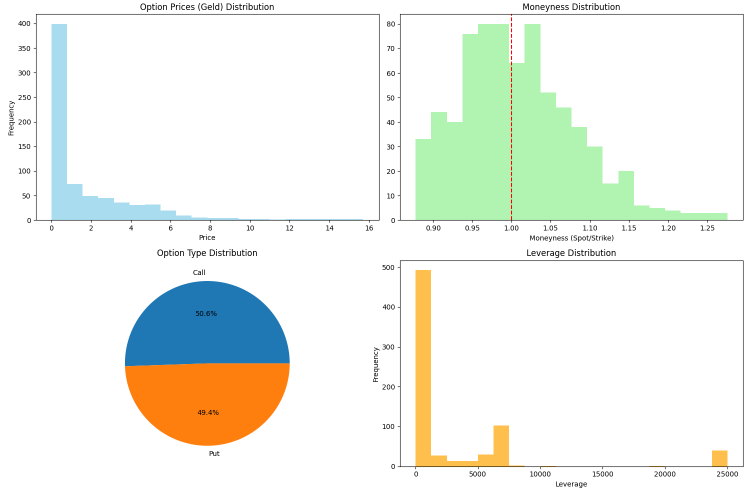 Option Prices (Geld) Distribution
400
350
300
250
200
150
100
50
0
Frequency
0 2 4 6 8 10 12 14 16
Price
Moneyness Distribution
80
70
60
50
40
30
20
10
0
0.90 0.95 1.00 1.05 1.10 1.15 1.20 1.25
Moneyness (Spot/Strike)
Option Type Distribution
Call
50.6%
49.4%
Put
Leverage Distribution
500
400
300
200
100
0
Frequency
0 5000 10000 15000 20000 25000
Leverage